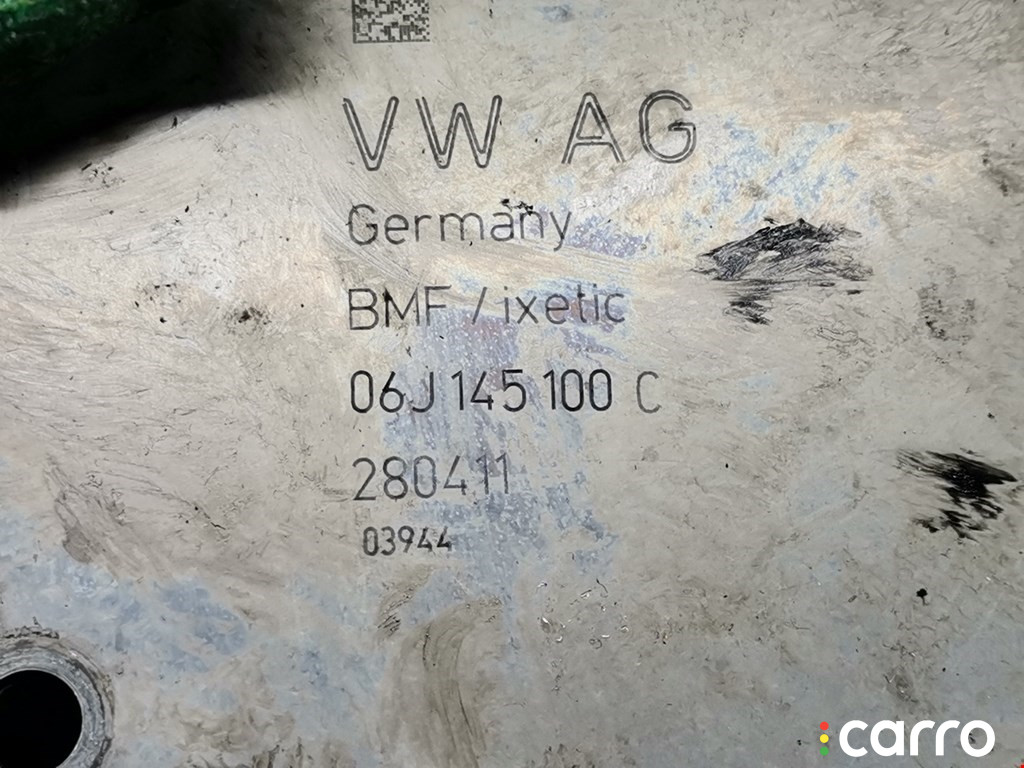 VW AG
Germany
BMF / ixetic
06J 145 100 C
280411
03944
carro